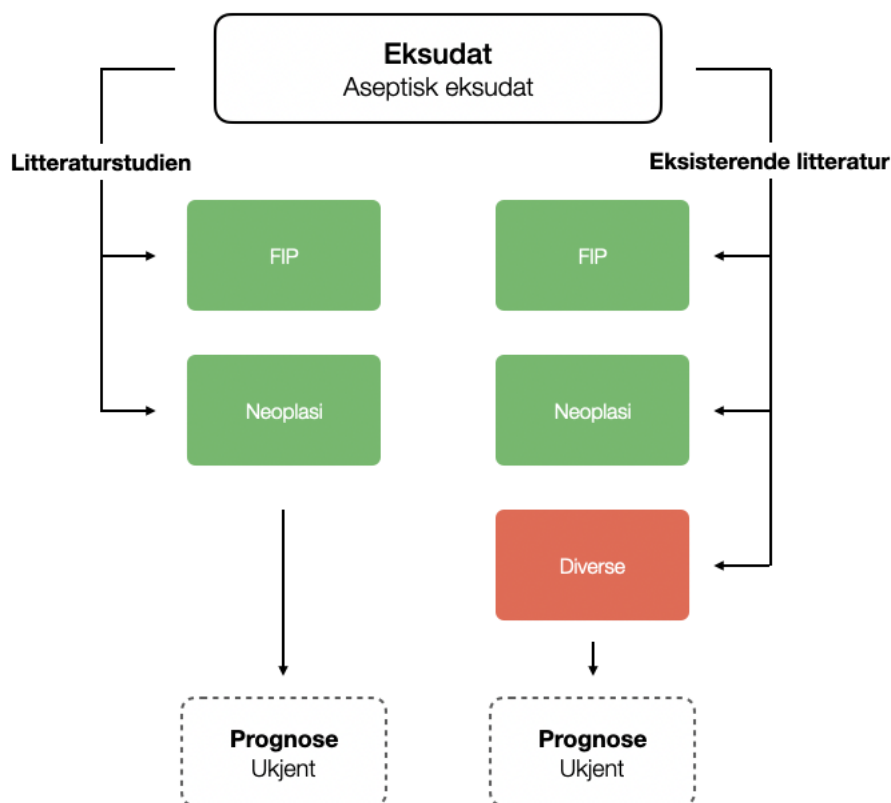 Eksudat
Aseptisk eksudat
Litteraturstudien
Eksisterende litteratur
FIP
FIP
Neoplasi
Neoplasi
Diverse
Prognose
Ukjent
Prognose
Ukjent